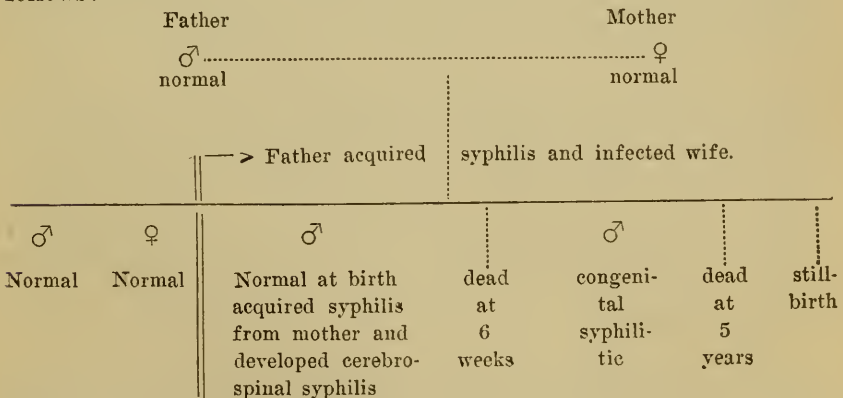 Father Mother
♂ ♀
normal normal
> Father acquired syphilis and infected wife.
♂ ♀ ♂ ♂
Normal Normal Normal at birth dead congeni- dead still-
acquired syphilis at tal at birth
from mother and 6 syphili- 5
developed cerebro- weeks tic years
spinal syphilis